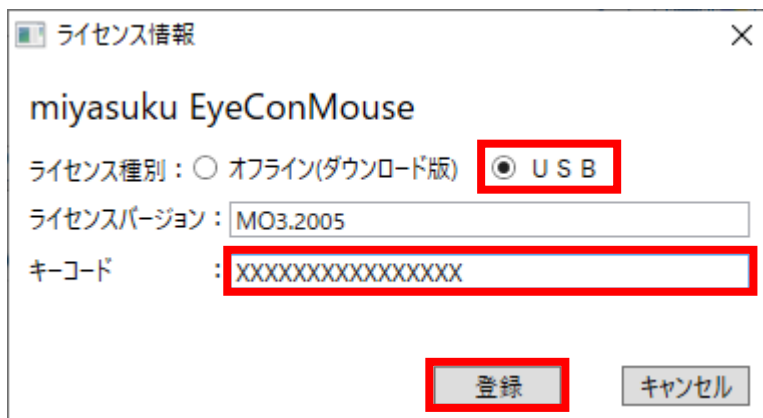 ライセンス情報
miyasuku EyeConMouse
ライセンス種別： オフライン(ダウンロード版) ＵＳＢ
ライセンスバージョン： MO3.2005
キーコード ： XXXXXXXXXXXXXXXX
登録 キャンセル